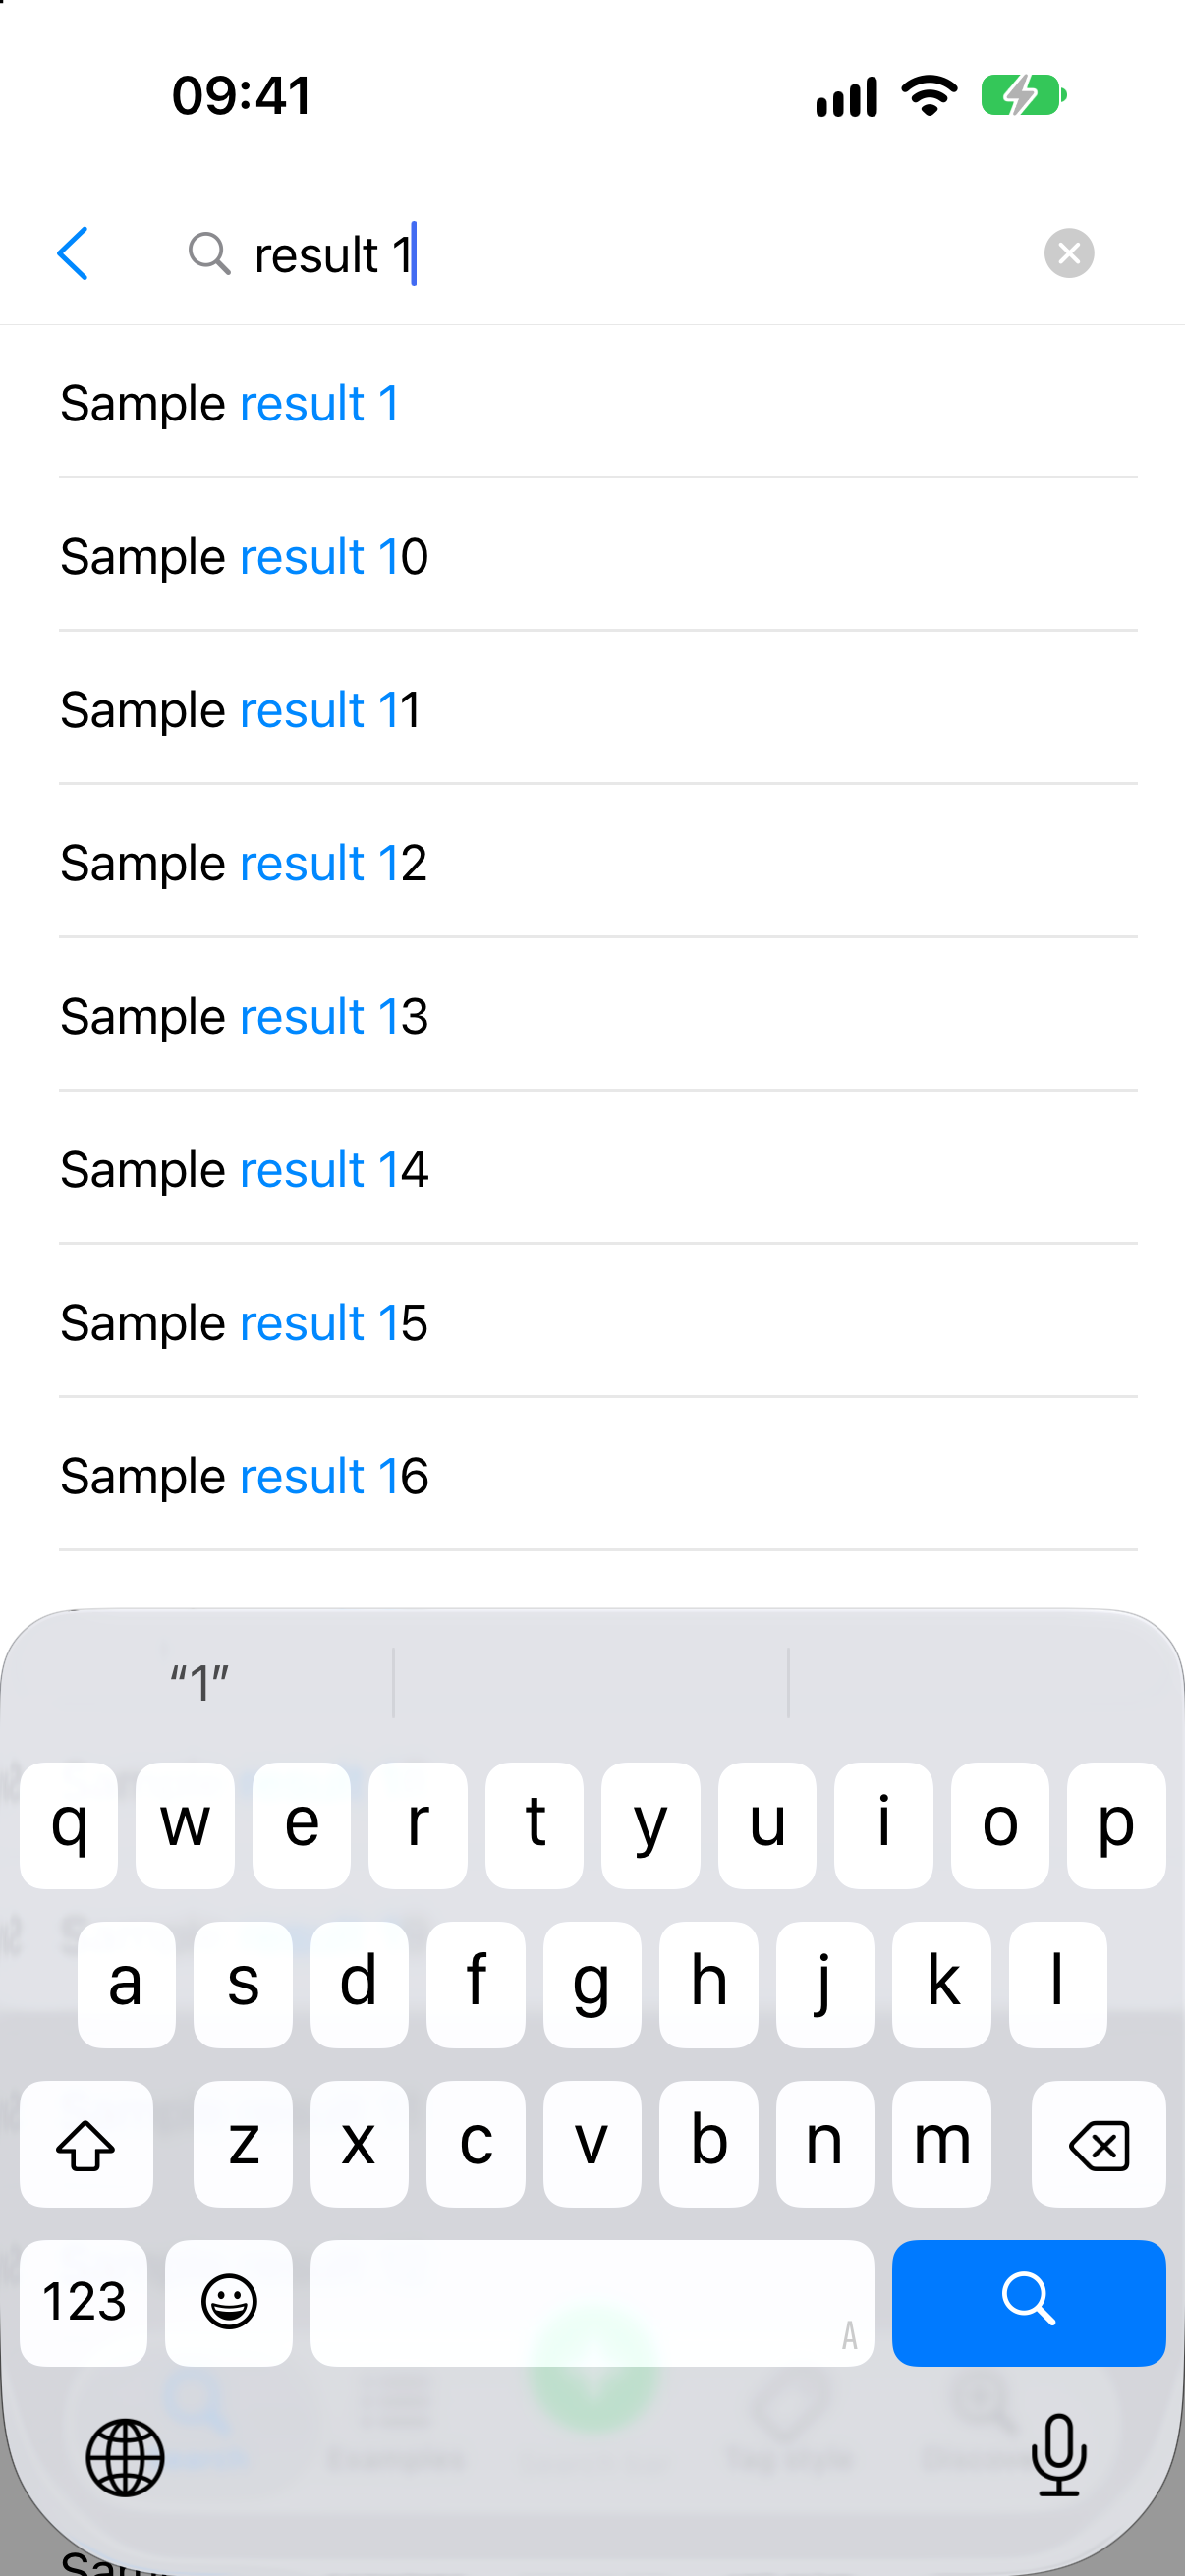 09:41
result 1
Sample result 1
Sample result 10
Sample result 11
Sample result 12
Sample result 13
Sample result 14
Sample result 15
Sample result 16
“1”
q w e r t y u i o p
a s d f g h j k l
z x c v b n m
123
A